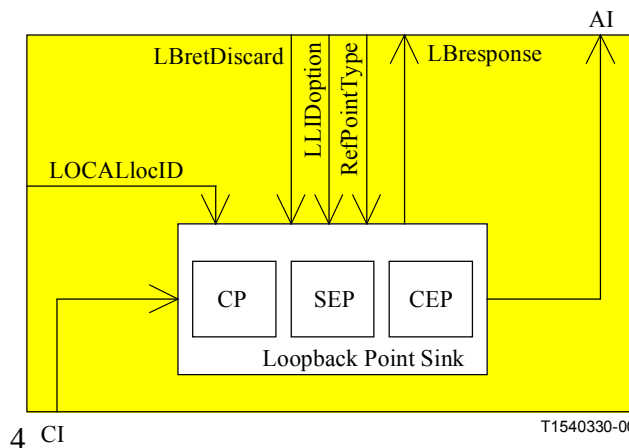 AI
LBretDiscard
LLIDoption
RefPointType
LBresponse
LOCALlocID
CP
SEP
CEP
Loopback Point Sink
4 CI
T1540330-00